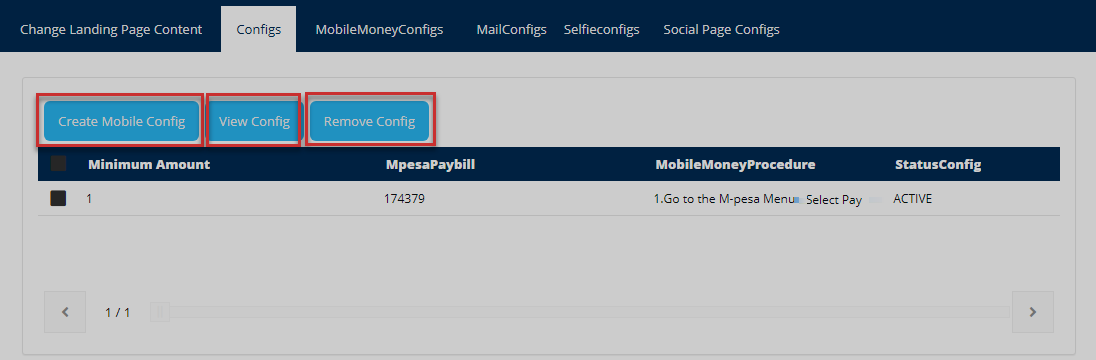 Change Landing Page Content Configs MobileMoneyConfigs MailConfigs Selfieconfigs Social Page Configs
Create Mobile Config View Config Remove Config
Minimum Amount MpesaPaybill MobileMoneyProcedure StatusConfig
1 174379 1.Go to the M-pesa Menu Select Pay ACTIVE
1 / 1